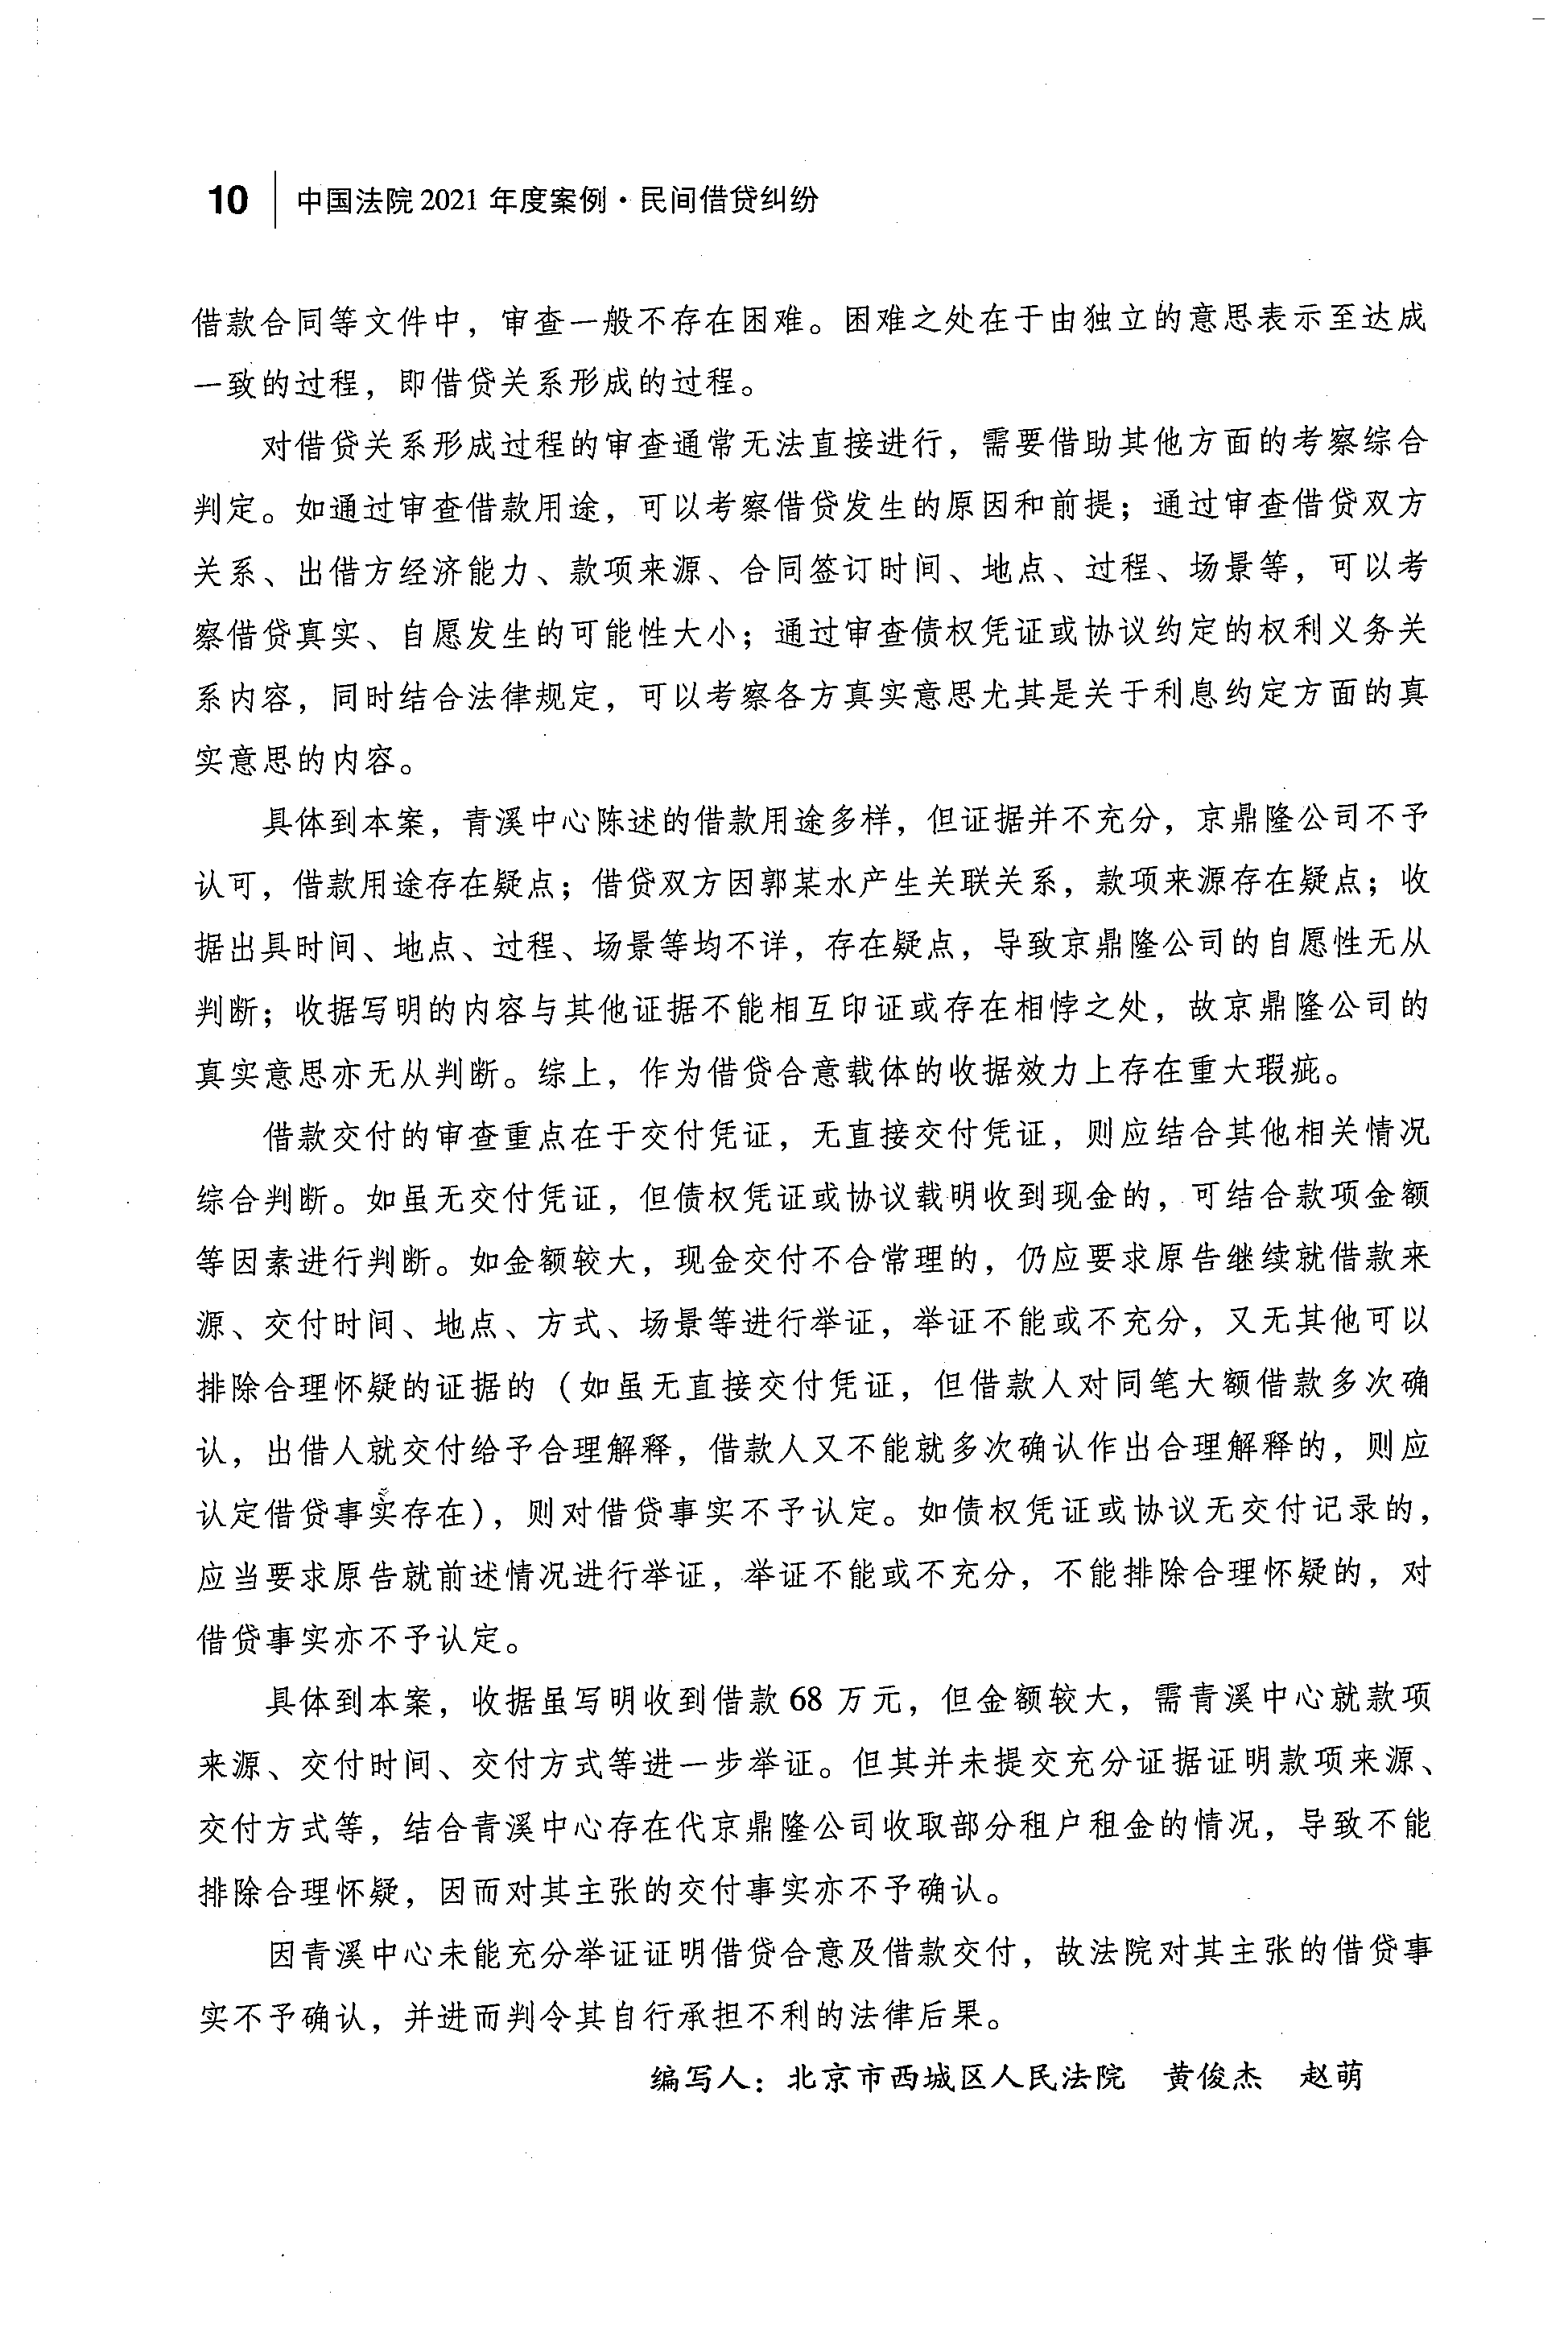 10 中国法院2021年度案例·民间借贷纠纷
借款合同等文件中，审查一般不存在困难。困难之处在于由独立的意思表示至达成
一致的过程，即借贷关系形成的过程。
对借贷关系形成过程的审查通常无法直接进行，需要借助其他方面的考察综合
判定。如通过审查借款用途，可以考察借贷发生的原因和前提；通过审查借贷双方
关系、出借方经济能力、款项来源、合同签订时间、地点、过程、场景等，可以考
察借贷真实、自愿发生的可能性大小；通过审查债权凭证或协议约定的权利义务关
系内容，同时结合法律规定，可以考察各方真实意思尤其是关于利息约定方面的真
实意思的内容。
具体到本案，青溪中心陈述的借款用途多样，但证据并不充分，京鼎隆公司不予
认可，借款用途存在疑点；借贷双方因郭某水产生关联关系，款项来源存在疑点；收
据出具时间、地点、过程、场景等均不详，存在疑点，导致京鼎隆公司的自愿性无从
判断；收据写明的内容与其他证据不能相互印证或存在相悖之处，故京鼎隆公司的
真实意思亦无从判断。综上，作为借贷合意载体的收据效力上存在重大瑕疵。
借款交付的审查重点在于交付凭证，无直接交付凭证，则应结合其他相关情况
综合判断。如虽无交付凭证，但债权凭证或协议载明收到现金的，可结合款项金额
等因素进行判断。如金额较大，现金交付不合常理的，仍应要求原告继续就借款来
源、交付时间、地点、方式、场景等进行举证，举证不能或不充分，又无其他可以
排除合理怀疑的证据的（如虽无直接交付凭证，但借款人对同笔大额借款多次确
认，出借人就交付给予合理解释，借款人又不能就多次确认作出合理解释的，则应
认定借贷事实存在），则对借贷事实不予认定。如债权凭证或协议无交付记录的，
应当要求原告就前述情况进行举证，举证不能或不充分，不能排除合理怀疑的，对
借贷事实亦不予认定。
具体到本案，收据虽写明收到借款68万元，但金额较大，需青溪中心就款项
来源、交付时间、交付方式等进一步举证。但其并未提交充分证据证明款项来源、
交付方式等，结合青溪中心存在代京鼎隆公司收取部分租户租金的情况，导致不能
排除合理怀疑，因而对其主张的交付事实亦不予确认。
因青溪中心未能充分举证证明借贷合意及借款交付，故法院对其主张的借贷事
实不予确认，并进而判令其自行承担不利的法律后果。
编写人：北京市西城区人民法院 黄俊杰 赵萌